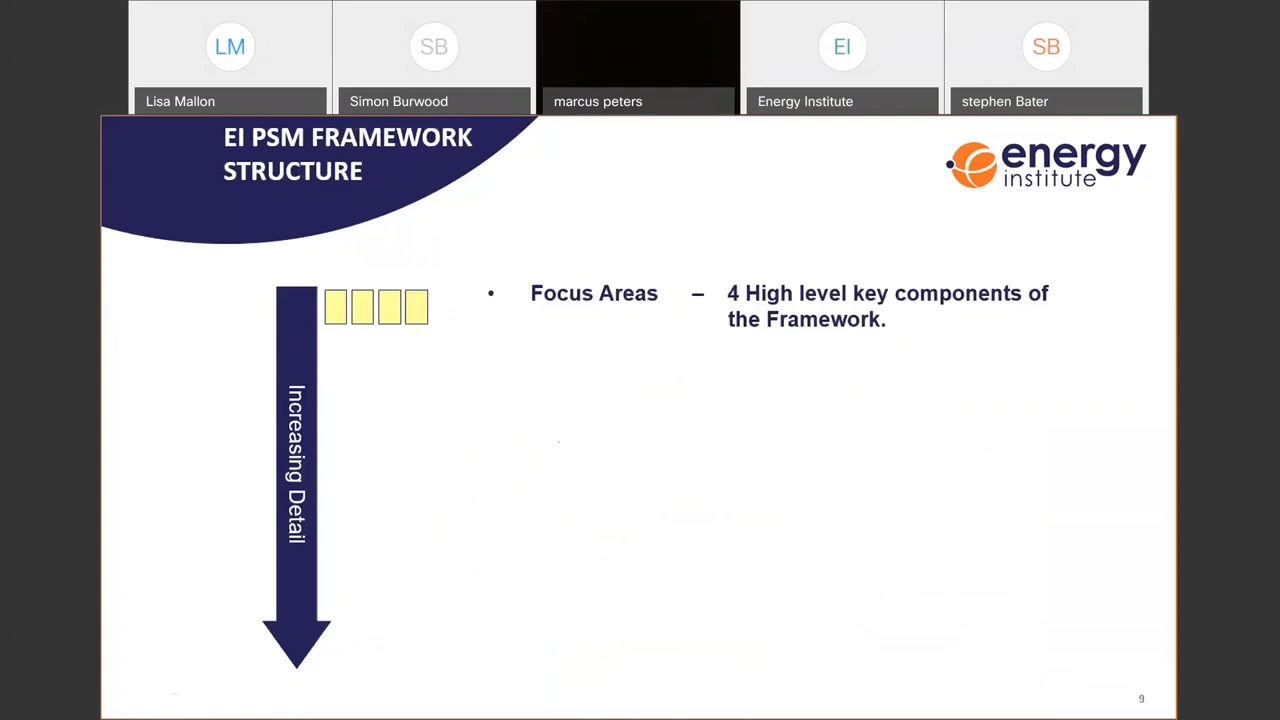 LM
SB
EI
SB
Lisa Mallon
Simon Burwood
marcus peters
Energy Institute
stephen Bater
EI PSM FRAMEWORK
STRUCTURE
energy
institute
• Focus Areas – 4 High level key components of
the Framework.
Increasing Detail
9